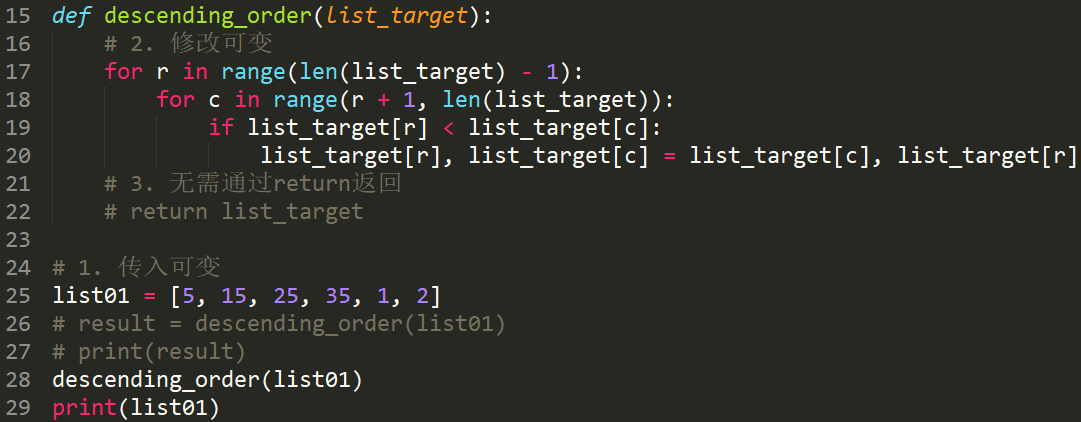 15 def descending_order(list_target):
16     # 2. 修改可变
17     for r in range(len(list_target) - 1):
18         for c in range(r + 1, len(list_target)):
19             if list_target[r] < list_target[c]:
20                 list_target[r], list_target[c] = list_target[c], list_target[r]
21     # 3. 无需通过return返回
22     # return list_target
23
24 # 1. 传入可变
25 list01 = [5, 15, 25, 35, 1, 2]
26 # result = descending_order(list01)
27 # print(result)
28 descending_order(list01)
29 print(list01)